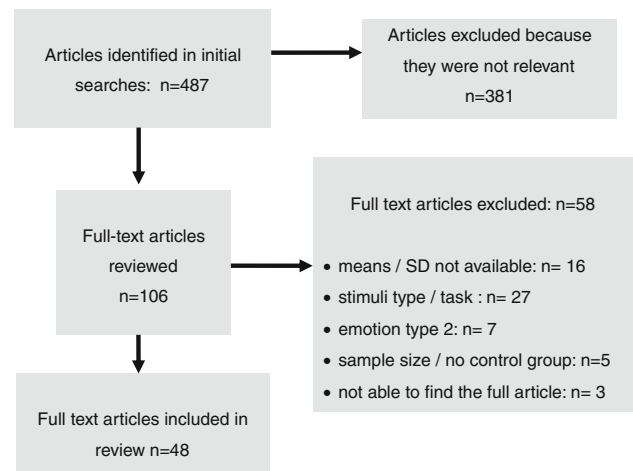 Articles identified in initial
searches: n=487
Articles excluded because
they were not relevant
n=381
Full-text articles
reviewed
n=106
Full text articles excluded: n=58
• means / SD not available: n= 16
• stimuli type / task : n= 27
• emotion type 2: n= 7
• sample size / no control group: n=5
• not able to find the full article: n= 3
Full text articles included in
review n=48